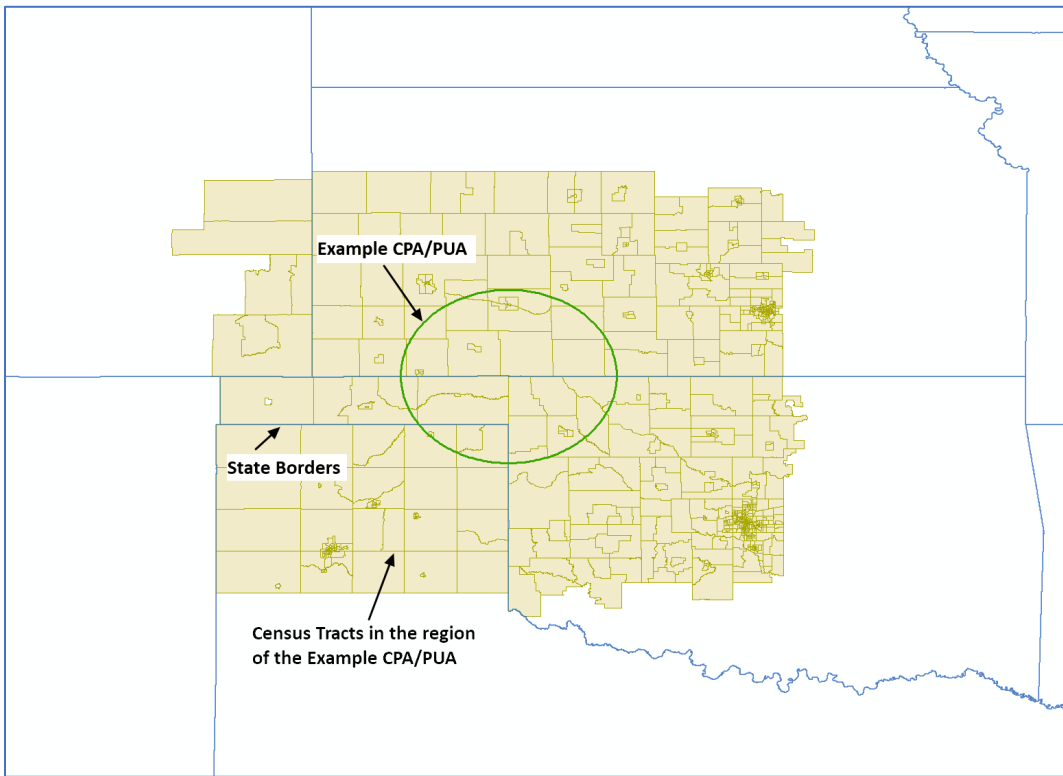 Example CPA/PUA
State Borders
Census Tracts in the region
of the Example CPA/PUA